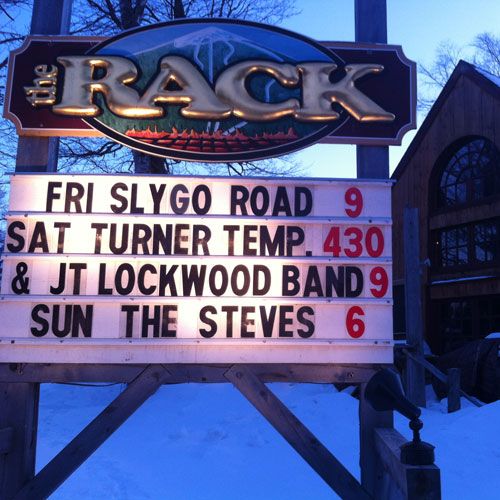 the RACK
FRI SLYGO ROAD 9
SAT TURNER TEMP. 430
& JT LOCKWOOD BAND 9
SUN THE STEVES 6